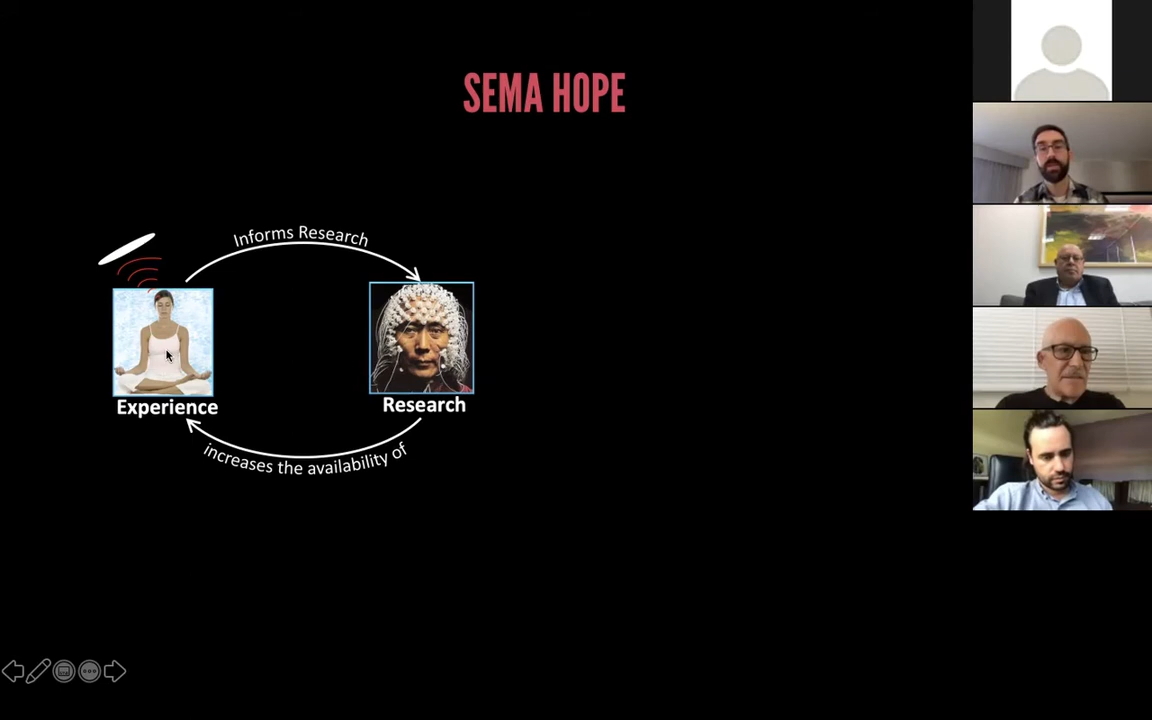 SEMA HOPE
Informs Research
Experience
Research
increases the availability of